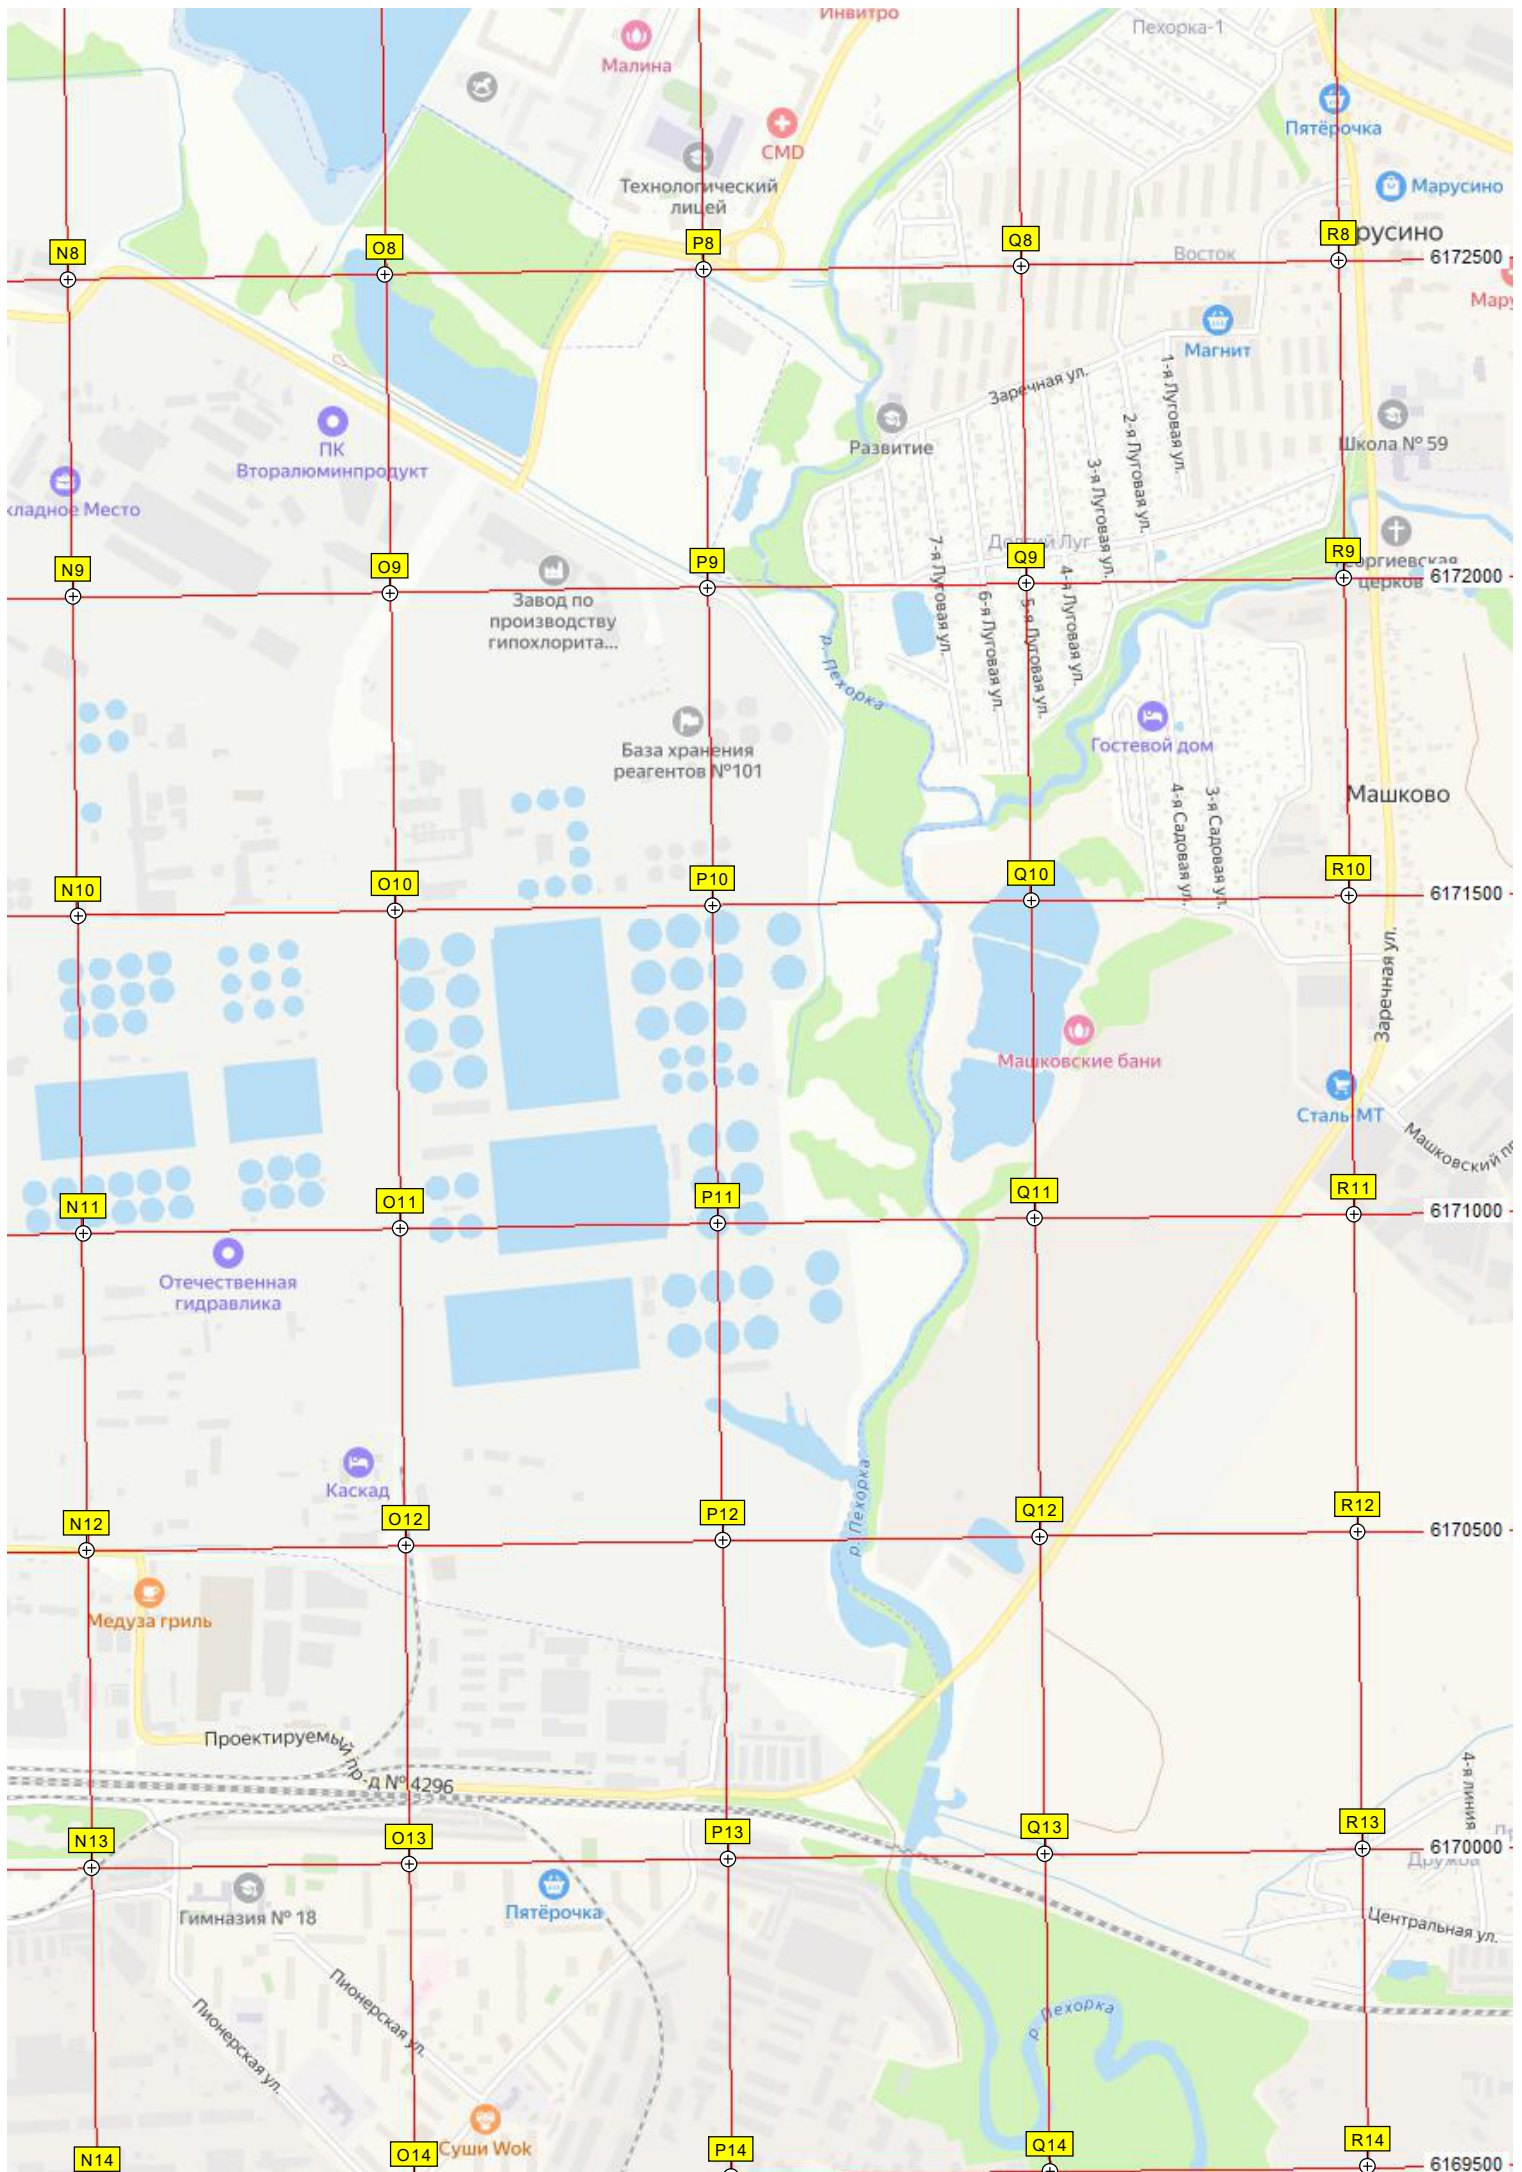 Инвитро
Пехорка-1
Малина
CMD
Пятёрочка
Технологический
лицей
Марусино
N8
O8
P8
Q8
R8
русино
Восток
6172500
Мару
Магнит
1-я Луговая ул.
Заречная ул.
2-я Луговая ул.
ПК
Вторалюминпродукт
Развитие
Школа № 59
3-я Луговая ул.
кладное Место
7-я Луговая ул.
Долгий Луг
N9
O9
P9
Q9
R9
еоргиевская
церковь
6172000
Завод по
производству
гипохлорита...
4-я Луговая ул.
5-я Луговая ул.
6-я Луговая ул.
р. Пехорка
База хранения
реагентов №101
Гостевой дом
4-я Садовая ул.
3-я Садовая ул.
Машково
N10
O10
P10
Q10
R10
6171500
Заречная ул.
Машковские бани
Сталь-МТ
Машковский пр
N11
O11
P11
Q11
R11
6171000
Отечественная
гидравлика
Каскад
р. Пехорка
N12
O12
P12
Q12
R12
6170500
Медуза гриль
Проектируемый пр-д № 4296
4-я линия
N13
O13
P13
Q13
R13
6170000
Дружба
Гимназия № 18
Пятёрочка
Центральная ул.
Пионерская ул.
Пионерская ул.
р. Пехорка
Суши Wok
N14
O14
P14
Q14
R14
6169500